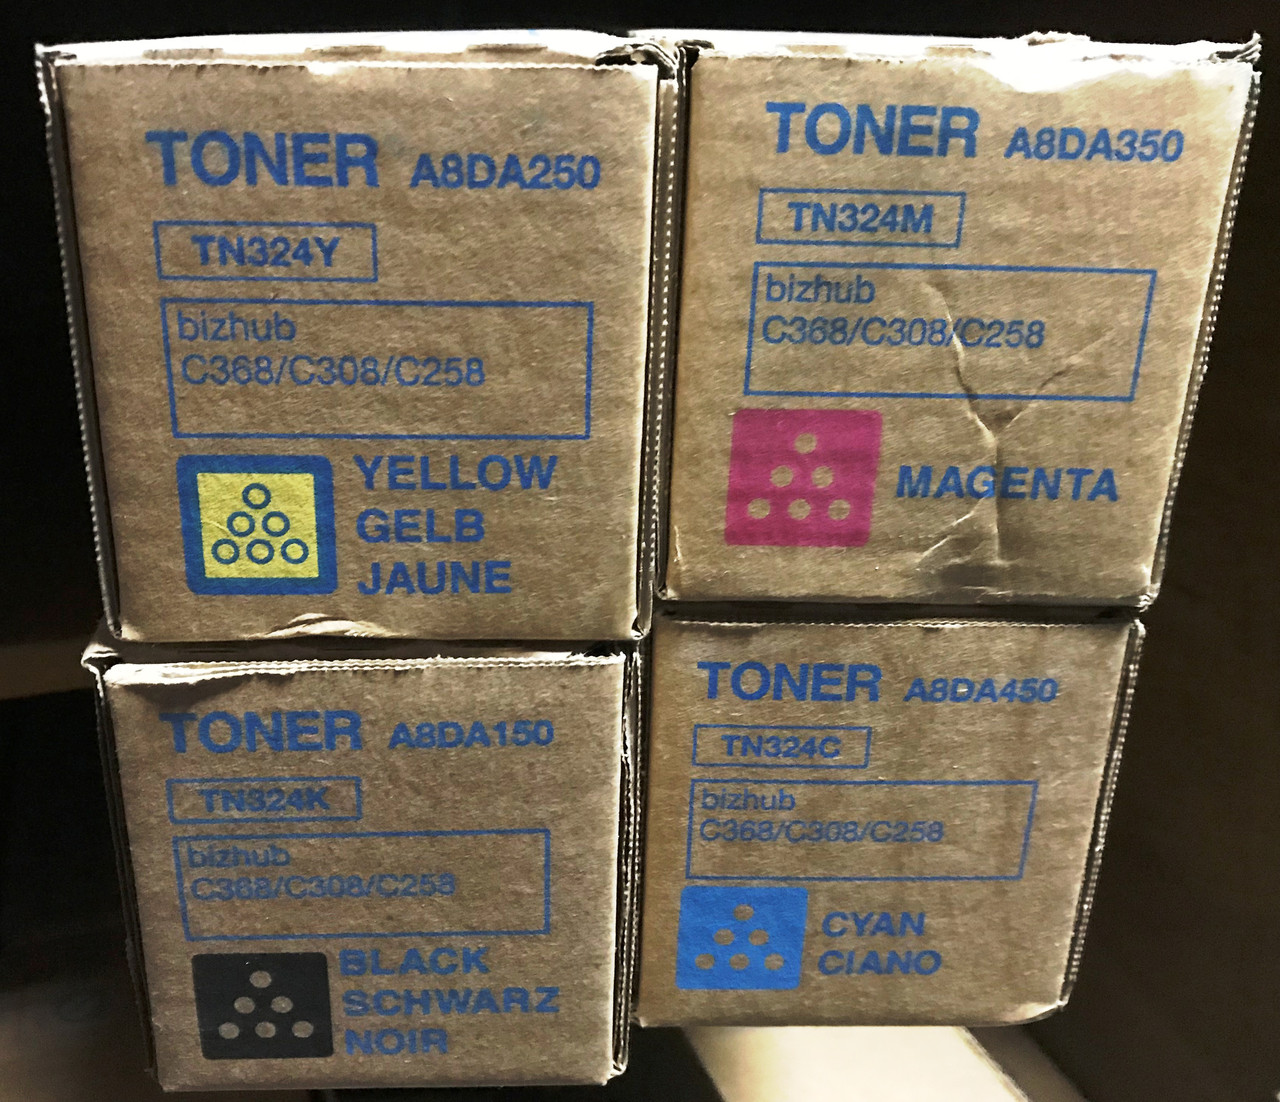 TONER A8DA250
TN324Y
bizhub
C368/C308/C258
YELLOW
GELB
JAUNE
TONER A8DA350
TN324M
bizhub
C368/C308/C258
MAGENTA
TONER A8DA150
TN324K
bizhub
C368/C308/C258
BLACK
SCHWARZ
NOIR
TONER A8DA450
TN324C
bizhub
C368/C308/C258
CYAN
CIANO